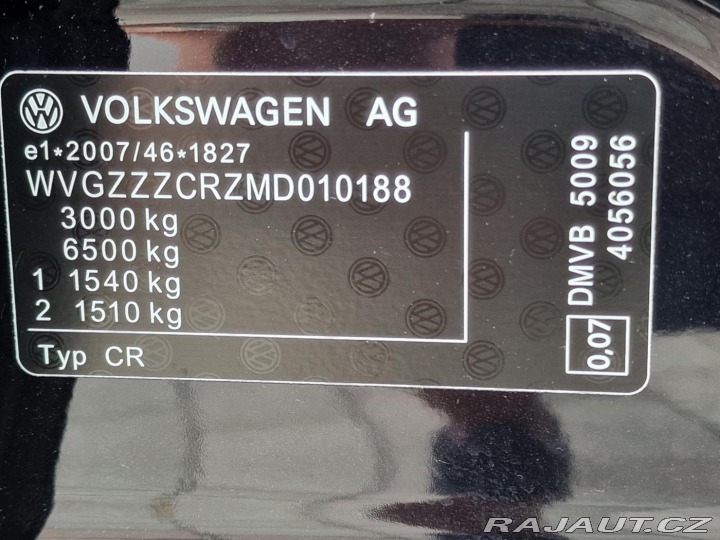 VOLKSWAGEN AG
e1*2007/46*1827
WVGZZZCRZMD010188
3000 kg
6500 kg
1 1540 kg
2 1510 kg
Typ CR
0,07
DMVB 5009
4056056
RAJAUT.CZ